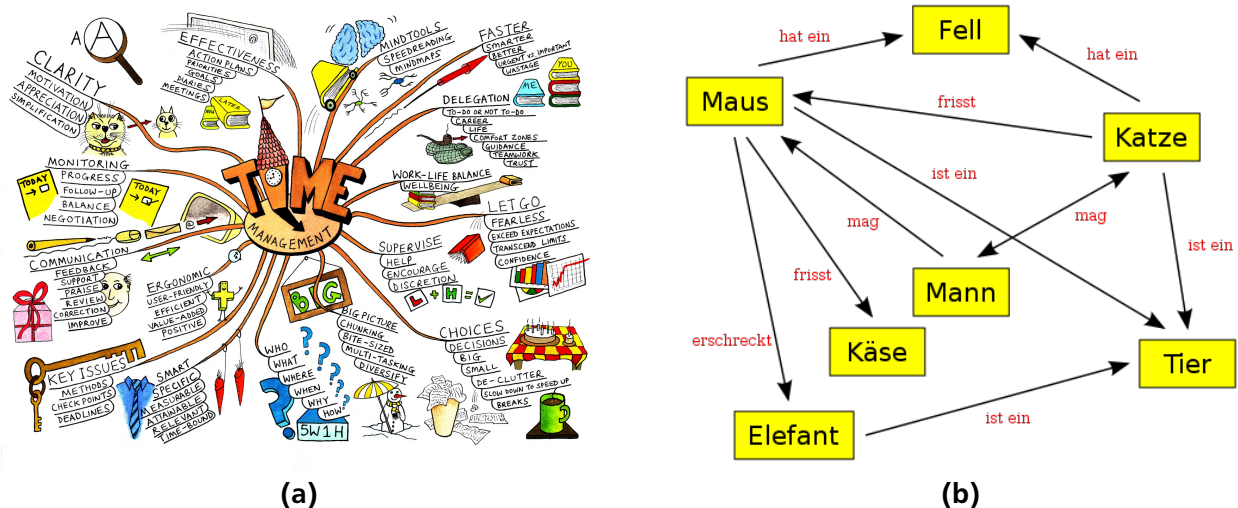 A A
CLARITY
MOTIVATION
APPRECIATION
SIMPLIFICATION
EFFECTIVENESS
ACTION PLANS
PRIORITIES
GOALS
DIARIES
MEETINGS
NOW
LATER
MINDTOOLS
SPEEDREADING
MINDMAPS
FASTER
SMARTER
BETTER
URGENT VS. IMPORTANT
WASTAGE
YOU
ME
DELEGATION
TO-DO OR NOT TO-DO
CAREER
LIFE
COMFORT ZONES
GUIDANCE
TEAMWORK
TRUST
MONITORING
PROGRESS
FOLLOW-UP
BALANCE
NEGOTIATION
TODAY
TODAY
TIME
MANAGEMENT
WORK-LIFE BALANCE
WELLBEING
LET GO
FEARLESS
EXCEED EXPECTATIONS
TRANSCEND LIMITS
CONFIDENCE
COMMUNICATION
FEEDBACK
SUPPORT
PRAISE
REVIEW
CORRECTION
IMPROVE
@
ERGONOMIC
USER-FRIENDLY
EFFICIENT
VALUE-ADDED
POSITIVE
SUPERVISE
HELP
ENCOURAGE
DISCRETION
L + H = ✓
BIG
BIG PICTURE
CHUNKING
BITE-SIZED
MULTI-TASKING
DIVERSIFY
CHOICES
DECISIONS
BIG
SMALL
DE-CLUTTER
SLOW DOWN TO SPEED UP
BREAKS
KEY ISSUES
METHODS
CHECKPOINTS
DEADLINES
SMART
SPECIFIC
MEASURABLE
ATTAINABLE
RELEVANT
TIME-BOUND
WHO
WHAT
WHERE
WHEN
WHY
HOW
? ? ? ? ? ?
5W1H
(a)
Fell
hat ein
hat ein
Maus
frisst
Katze
ist ein
mag
mag
ist ein
frisst
Mann
erschreckt
Käse
Tier
Elefant
ist ein
(b)